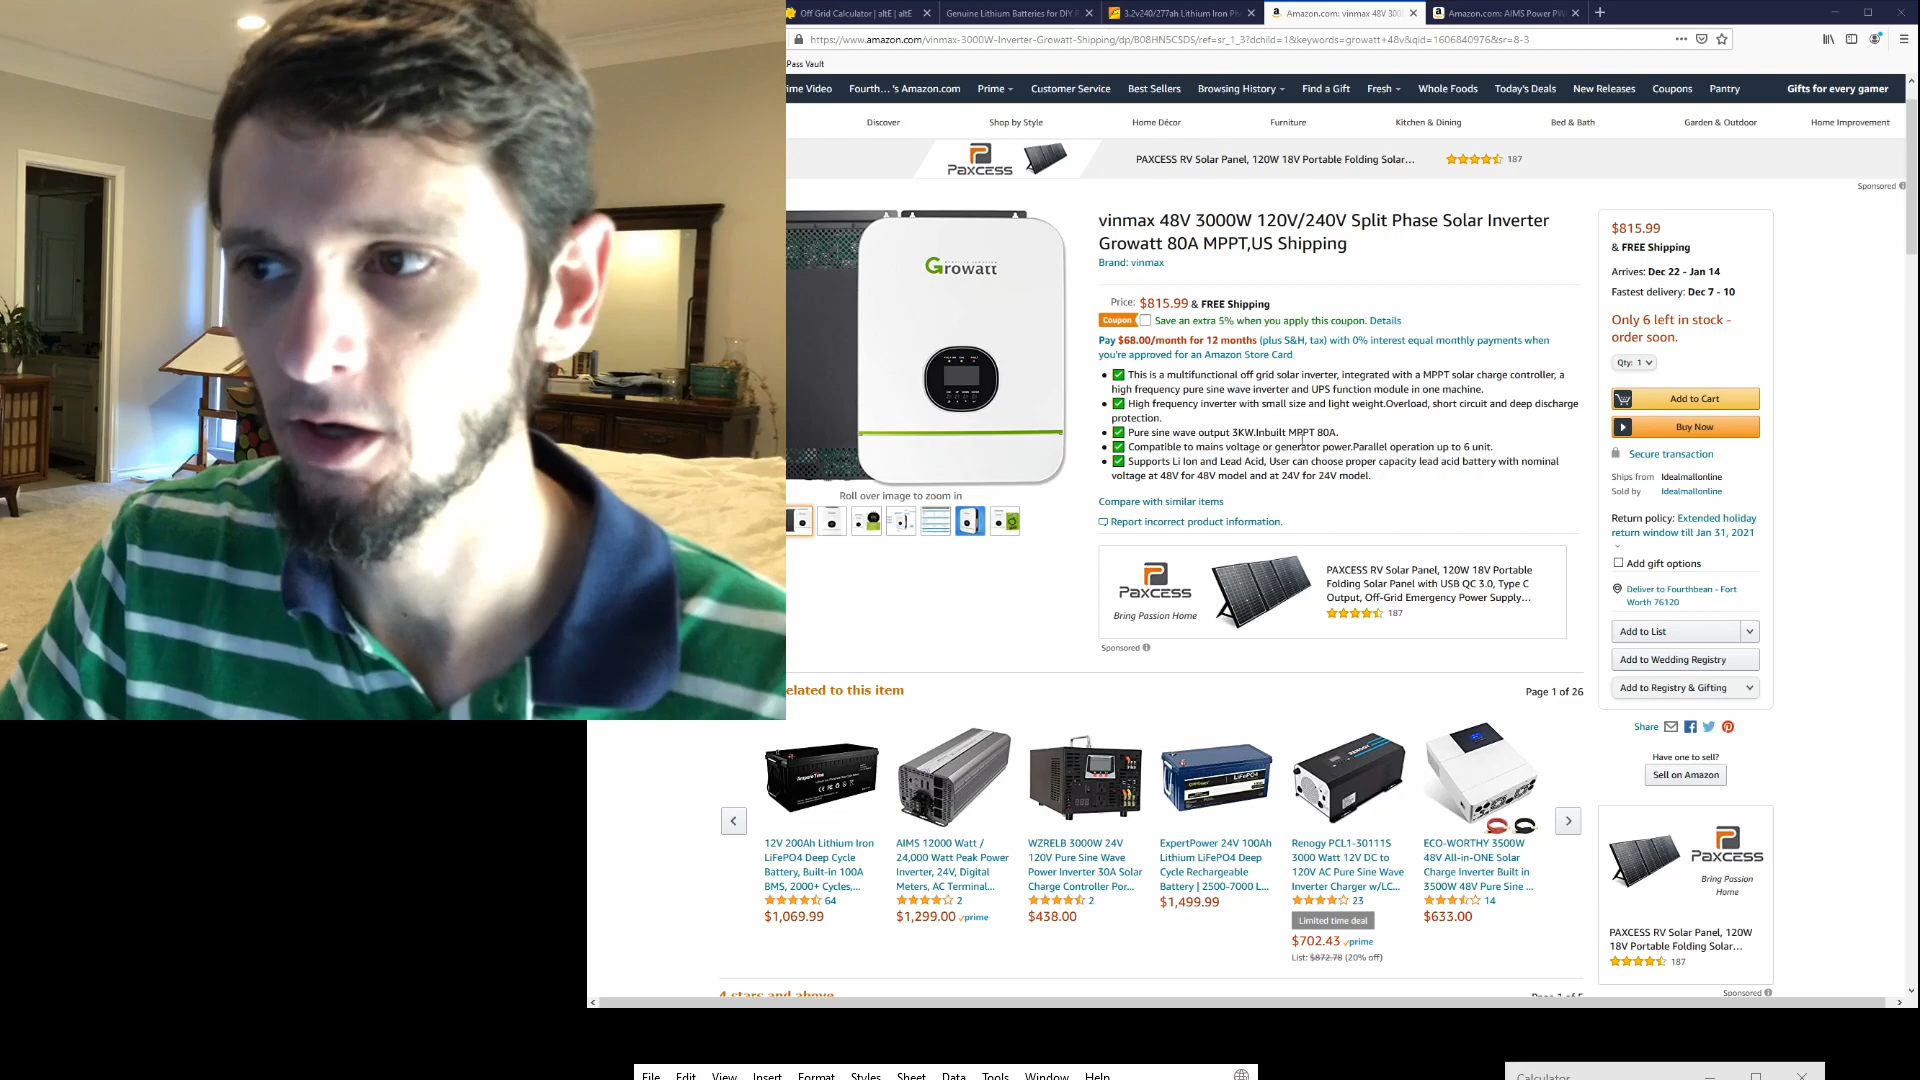 Off Grid Calculator | altE | altE
Genuine Lithium Batteries for DIY E
3.2v240/277ah Lithium Iron Ph
Amazon.com: vinmax 48V 300
Amazon.com: AIMS Power PW
https://www.amazon.com/vinmax-3000W-Inverter-Growatt-Shipping/dp/B08HN5CSDS/ref=sr_1_3?dchild=1&keywords=growatt+48v&qid=1606840976&sr=8-3
Pass Vault
ime Video Fourth... 's Amazon.com Prime Customer Service Best Sellers Browsing History Find a Gift Fresh Whole Foods Today's Deals New Releases Coupons Pantry Gifts for every gamer
Discover Shop by Style Home Décor Furniture Kitchen & Dining Bed & Bath Garden & Outdoor Home Improvement
PAXCESS
PAXCESS RV Solar Panel, 120W 18V Portable Folding Solar... 187
Sponsored
Growatt
Roll over image to zoom in
vinmax 48V 3000W 120V/240V Split Phase Solar Inverter
Growatt 80A MPPT,US Shipping
Brand: vinmax
Price: $815.99 & FREE Shipping
Coupon Save an extra 5% when you apply this coupon. Details
Pay $68.00/month for 12 months (plus S&H, tax) with 0% interest equal monthly payments when
you're approved for an Amazon Store Card
• ✅ This is a multifunctional off grid solar inverter, integrated with a MPPT solar charge controller, a
high frequency pure sine wave inverter and UPS function module in one machine.
• ✅ High frequency inverter with small size and light weight.Overload, short circuit and deep discharge
protection.
• ✅ Pure sine wave output 3KW.Inbuilt MPPT 80A.
• ✅ Compatible to mains voltage or generator power.Parallel operation up to 6 unit.
• ✅ Supports Li Ion and Lead Acid, User can choose proper capacity lead acid battery with nominal
voltage at 48V for 48V model and at 24V for 24V model.
Compare with similar items
Report incorrect product information.
PAXCESS
Bring Passion Home
PAXCESS RV Solar Panel, 120W 18V Portable
Folding Solar Panel with USB QC 3.0, Type C
Output, Off-Grid Emergency Power Supply...
187
Sponsored
$815.99
& FREE Shipping
Arrives: Dec 22 - Jan 14
Fastest delivery: Dec 7 - 10
Only 6 left in stock -
order soon.
Qty: 1
Add to Cart
Buy Now
Secure transaction
Ships from Idealmallonline
Sold by Idealmallonline
Return policy: Extended holiday
return window till Jan 31, 2021
Add gift options
Deliver to Fourthbean - Fort
Worth 76120
Add to List
Add to Wedding Registry
Add to Registry & Gifting
Share
Have one to sell?
Sell on Amazon
elated to this item
Page 1 of 26
12V 200Ah Lithium Iron
LiFePO4 Deep Cycle
Battery, Built-in 100A
BMS, 2000+ Cycles,...
64
$1,069.99
AIMS 12000 Watt /
24,000 Watt Peak Power
Inverter, 24V, Digital
Meters, AC Terminal...
2
$1,299.00 prime
WZRELB 3000W 24V
120V Pure Sine Wave
Power Inverter 30A Solar
Charge Controller Por...
2
$438.00
ExpertPower 24V 100Ah
Lithium LiFePO4 Deep
Cycle Rechargeable
Battery | 2500-7000 L...
$1,499.99
Renogy PCL1-30111S
3000 Watt 12V DC to
120V AC Pure Sine Wave
Inverter Charger w/LC...
23
Limited time deal
$702.43 prime
List: $872.78 (20% off)
ECO-WORTHY 3500W
48V All-in-ONE Solar
Charge Inverter Built in
3500W 48V Pure Sine ...
14
$633.00
PAXCESS
Bring Passion
Home
PAXCESS RV Solar Panel, 120W
18V Portable Folding Solar...
187
Sponsored
4 stars and above
Page 1 of 5
File Edit View Insert Format Styles Sheet Data Tools Window Help
Calculator